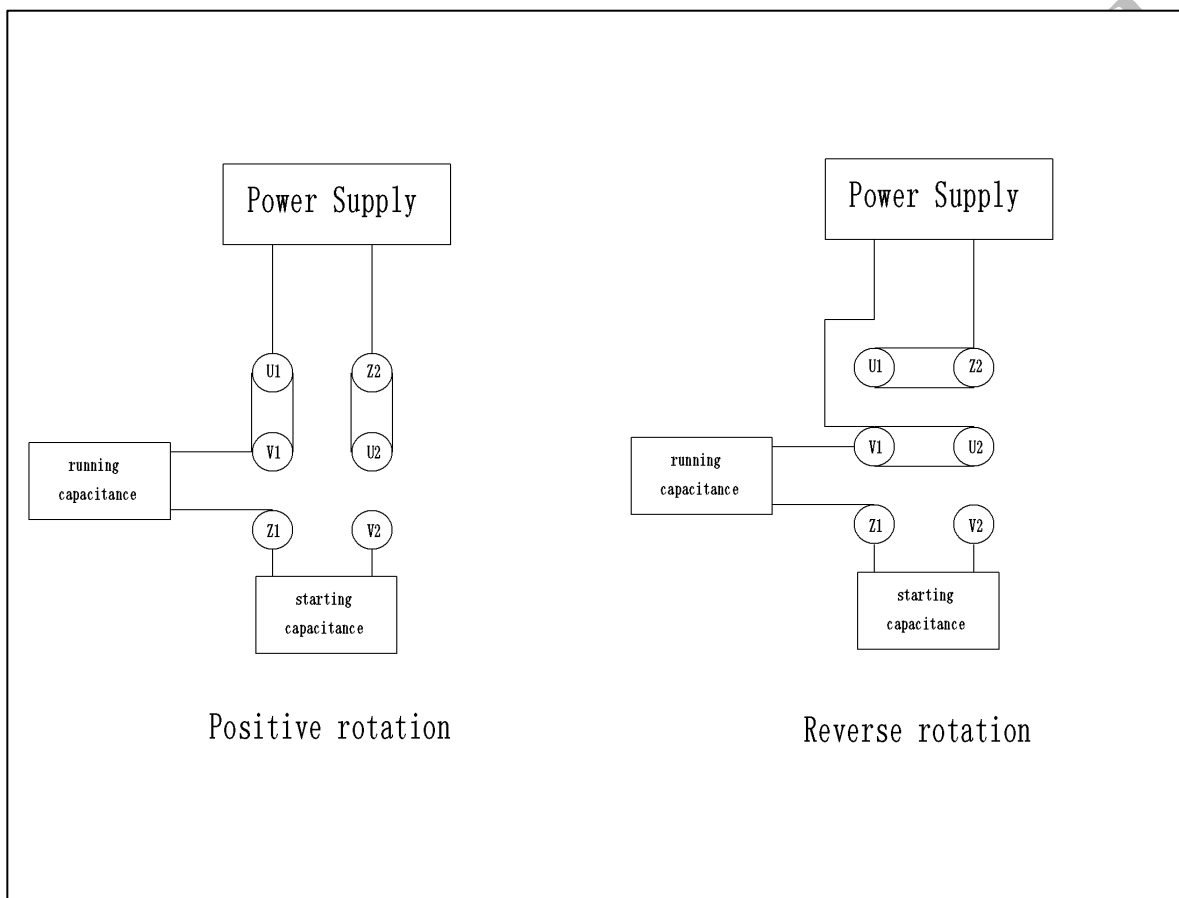 Power Supply
U1
Z2
V1
U2
running
capacitance
Z1
V2
starting
capacitance
Positive rotation
Power Supply
U1
Z2
V1
U2
running
capacitance
Z1
V2
starting
capacitance
Reverse rotation